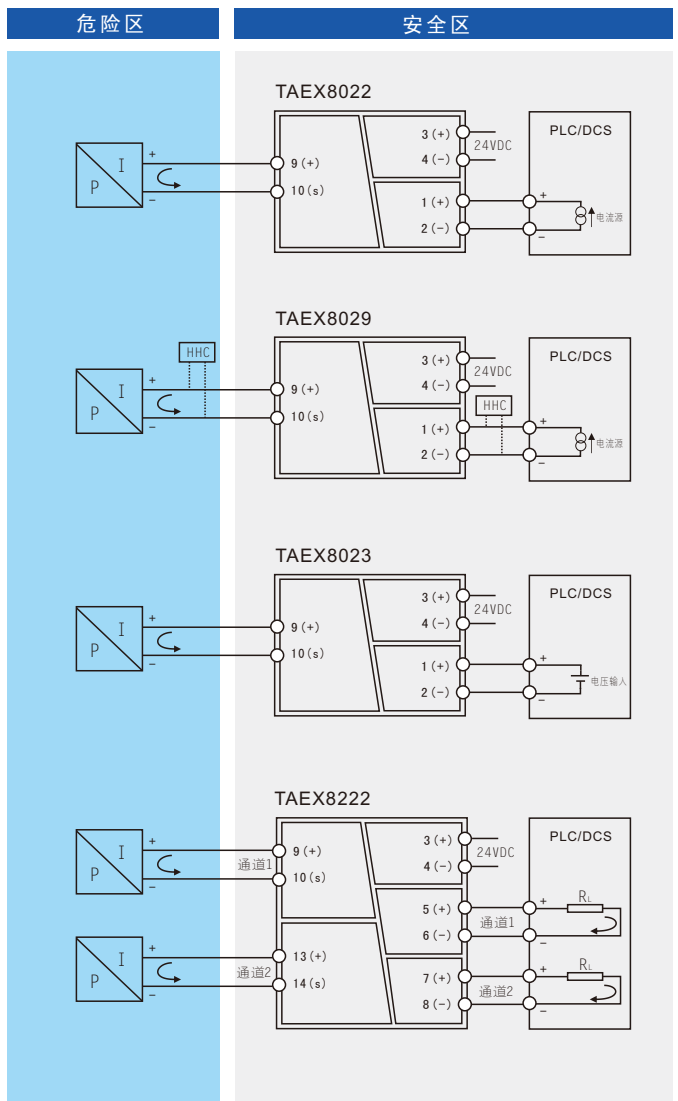 危险区
安全区
TAEX8022
I
P
+
−
9(+)
10(s)
3(+)
4(−)
24VDC
1(+)
2(−)
PLC/DCS
+
−
电流源
TAEX8029
HHC
I
P
+
−
9(+)
10(s)
3(+)
4(−)
24VDC
HHC
1(+)
2(−)
PLC/DCS
+
−
电流源
TAEX8023
I
P
+
−
9(+)
10(s)
3(+)
4(−)
24VDC
1(+)
2(−)
PLC/DCS
+
−
电压输入
TAEX8222
I
P
+
−
通道1
9(+)
10(s)
3(+)
4(−)
24VDC
5(+)
6(−)
通道1
PLC/DCS
+
−
RL
I
P
+
−
通道2
13(+)
14(s)
7(+)
8(−)
通道2
+
−
RL